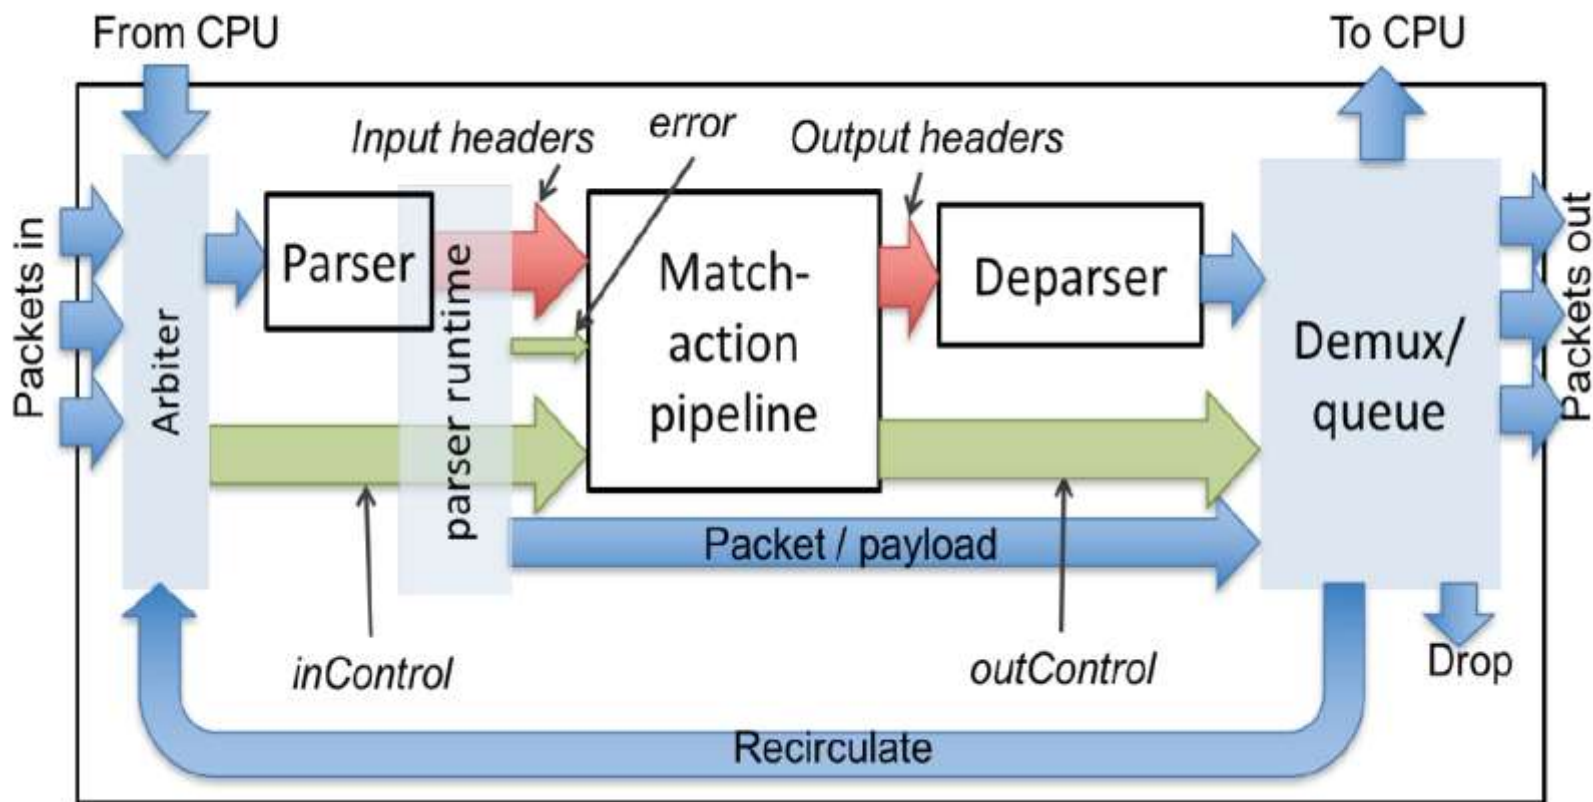 From CPU
To CPU
Input headers
error
Output headers
Packets in
Arbiter
Parser
parser runtime
Match-
action
pipeline
Deparser
Demux/
queue
Packets out
Packet / payload
inControl
outControl
Drop
Recirculate